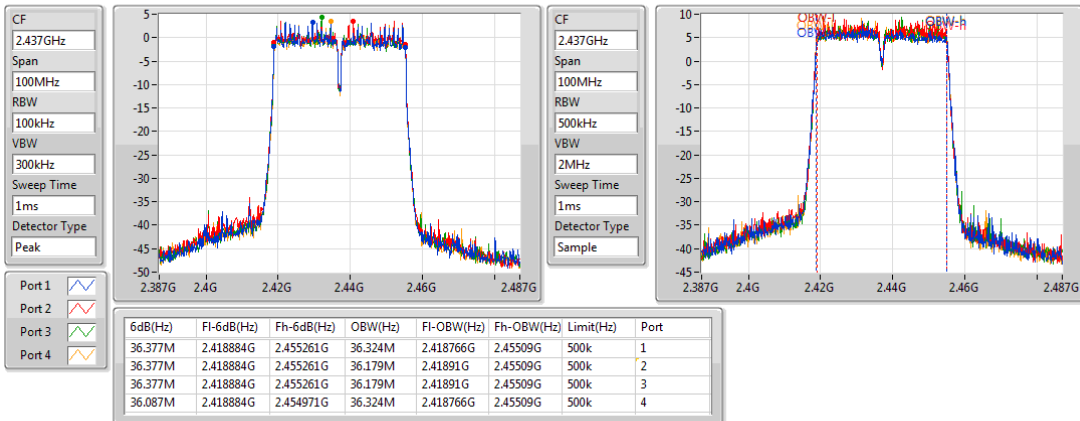 CF
2.437GHz
Span
100MHz
RBW
100kHz
VBW
300kHz
Sweep Time
1ms
Detector Type
Peak
5
0
-5
-10
-15
-20
-25
-30
-35
-40
-45
-50
2.387G 2.4G 2.42G 2.44G 2.46G 2.487G
CF
2.437GHz
Span
100MHz
RBW
500kHz
VBW
2MHz
Sweep Time
1ms
Detector Type
Sample
10
5
0
-5
-10
-15
-20
-25
-30
-35
-40
-45
OBW-l OBW-h
2.387G 2.4G 2.42G 2.44G 2.46G 2.487G
Port 1
Port 2
Port 3
Port 4
6dB(Hz) Fl-6dB(Hz) Fh-6dB(Hz) OBW(Hz) Fl-OBW(Hz) Fh-OBW(Hz) Limit(Hz) Port
36.377M 2.418884G 2.455261G 36.324M 2.418766G 2.45509G 500k 1
36.377M 2.418884G 2.455261G 36.179M 2.41891G 2.45509G 500k 2
36.377M 2.418884G 2.455261G 36.179M 2.41891G 2.45509G 500k 3
36.087M 2.418884G 2.454971G 36.324M 2.418766G 2.45509G 500k 4